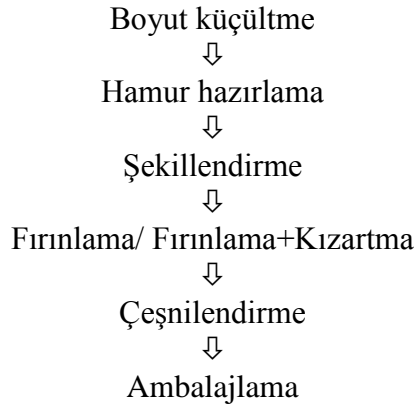 Boyut küçültme
⇩
Hamur hazırlama
⇩
Şekillendirme
⇩
Fırınlama/ Fırınlama+Kızartma
⇩
Çeşnilendirme
⇩
Ambalajlama